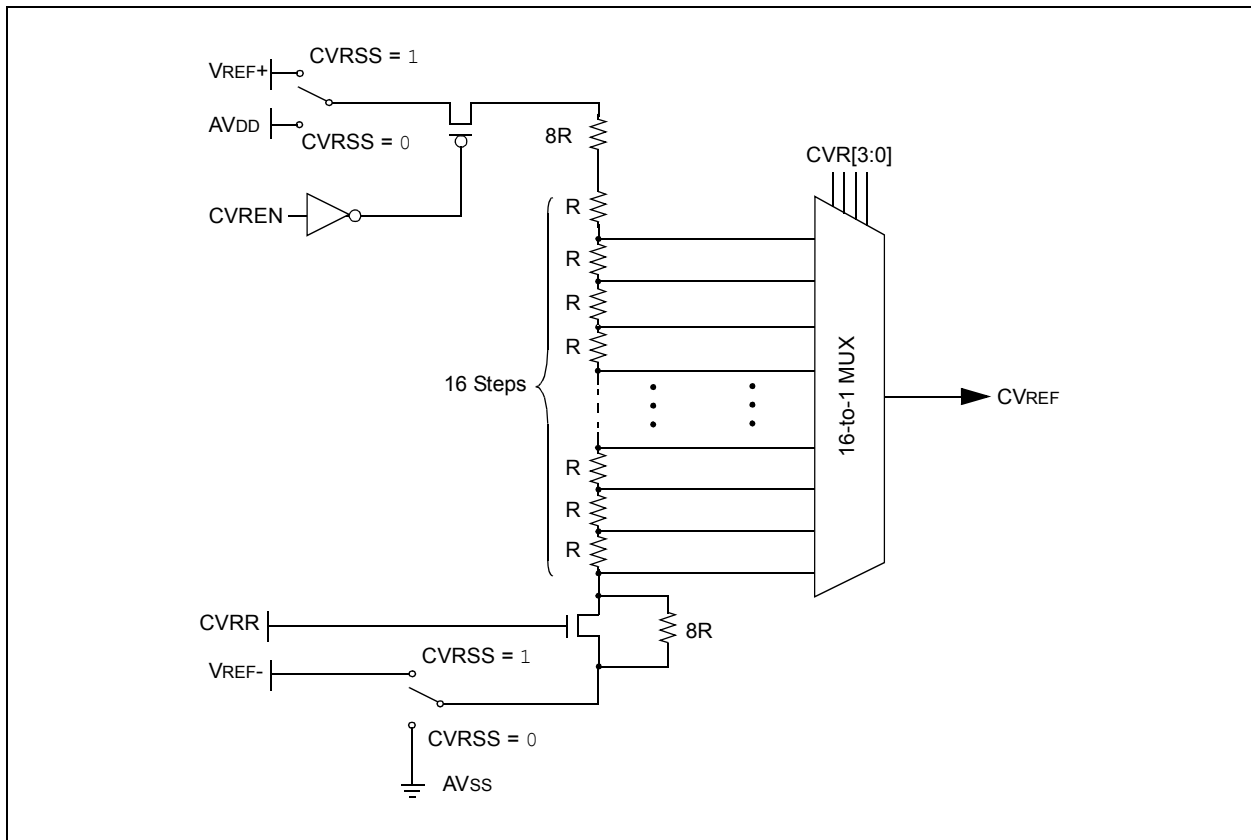 CVRSS = 1
VREF+
AVDD
CVRSS = 0
8R
CVR[3:0]
CVREN
R
R
R
R
16 Steps
16-to-1 MUX
CVREF
R
R
R
CVRR
8R
CVRSS = 1
VREF-
CVRSS = 0
AVSS